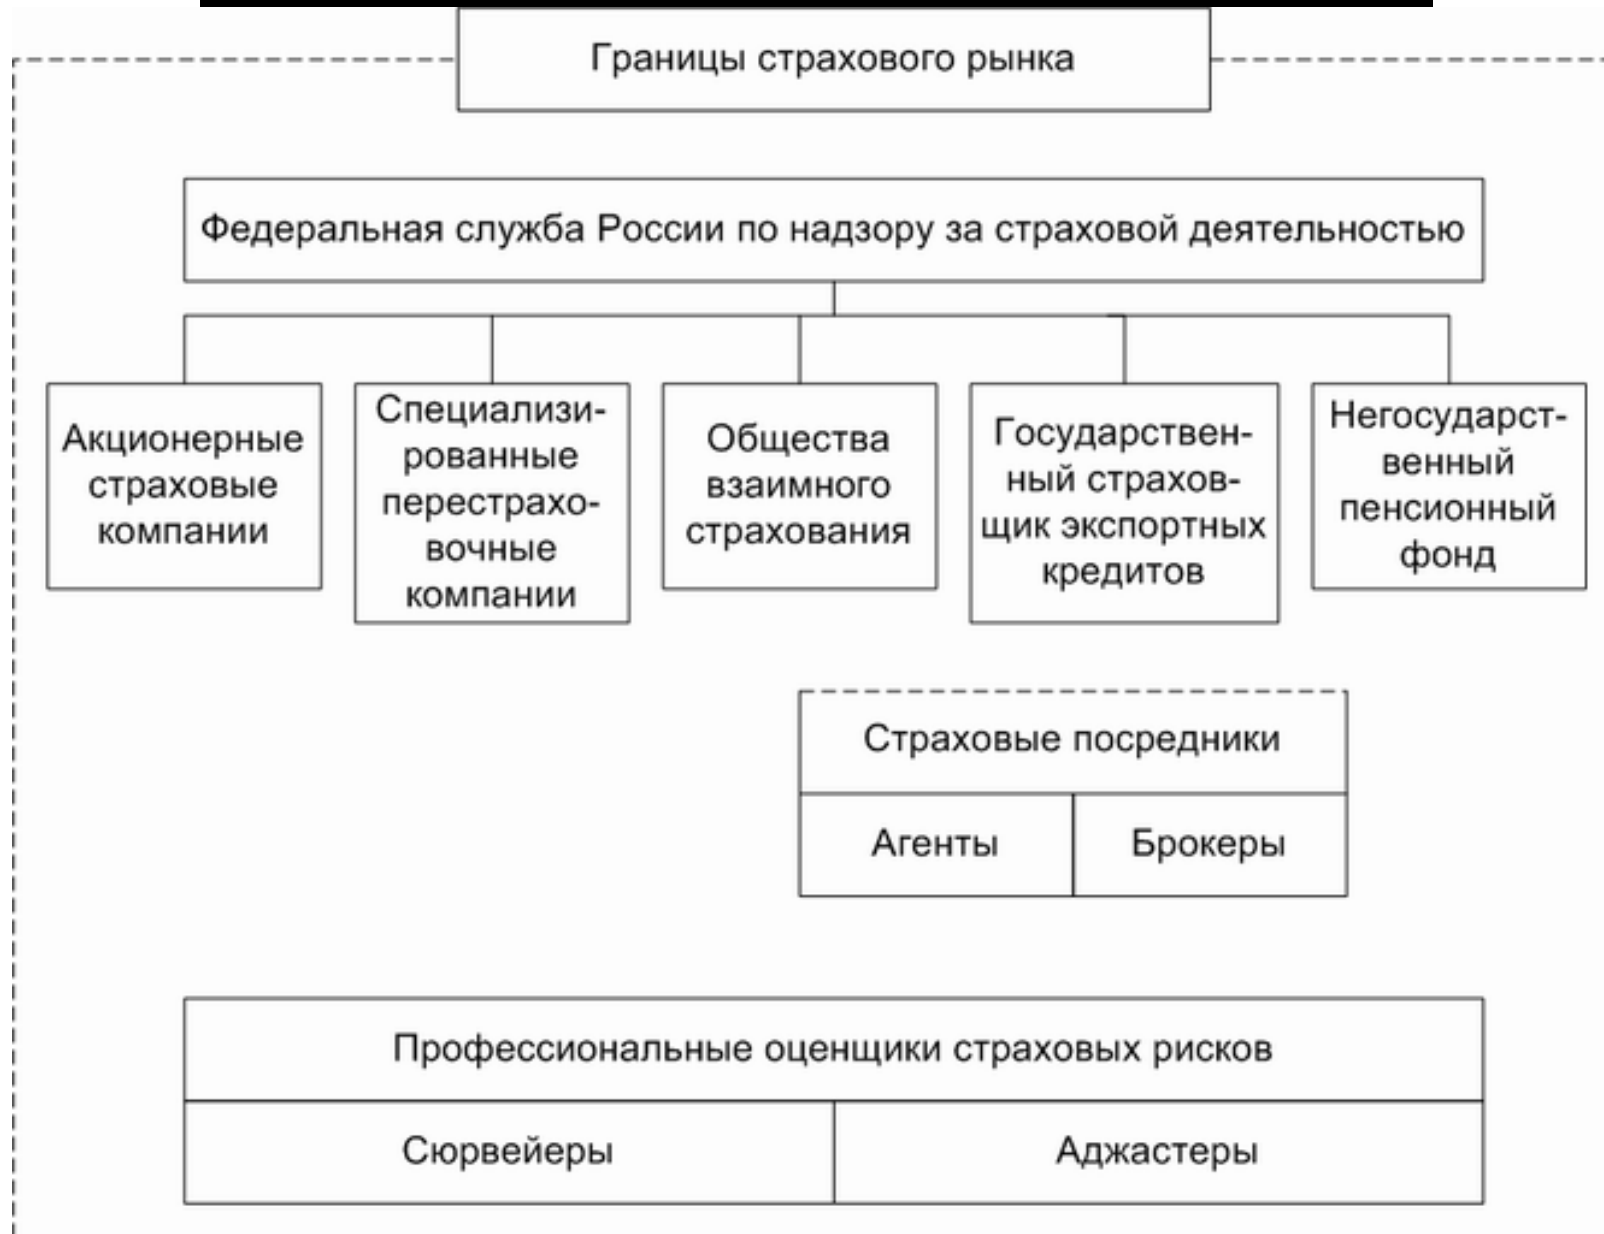 Границы страхового рынка
Федеральная служба России по надзору за страховой деятельностью
Акционерные
страховые
компании
Специализи-
рованные
перестрахо-
вочные
компании
Общества
взаимного
страхования
Государствен-
ный страхов-
щик экспортных
кредитов
Негосударст-
венный
пенсионный
фонд
Страховые посредники
Агенты
Брокеры
Профессиональные оценщики страховых рисков
Сюрвейеры
Аджастеры